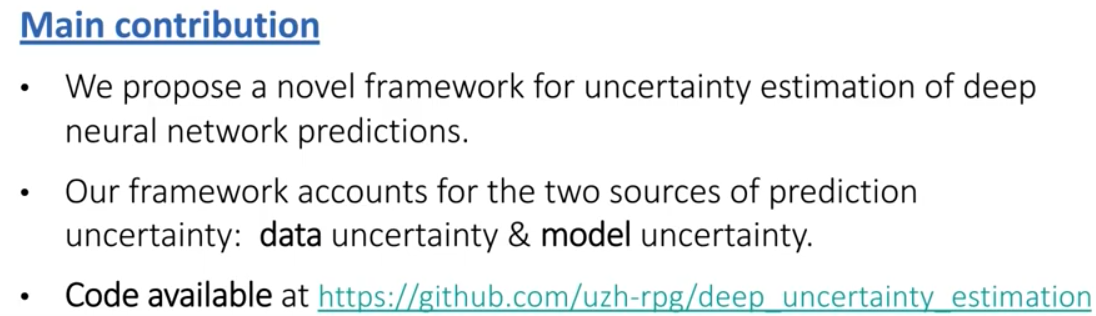 Main contribution
• We propose a novel framework for uncertainty estimation of deep
neural network predictions.
• Our framework accounts for the two sources of prediction
uncertainty: data uncertainty & model uncertainty.
• Code available at https://github.com/uzh-rpg/deep_uncertainty_estimation